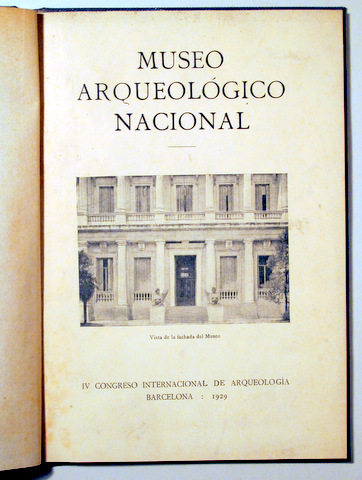 MUSEO
ARQUEOLÓGICO
NACIONAL
Vista de la fachada del Museo
IV CONGRESO INTERNACIONAL DE ARQUEOLOGÍA
BARCELONA : 1929